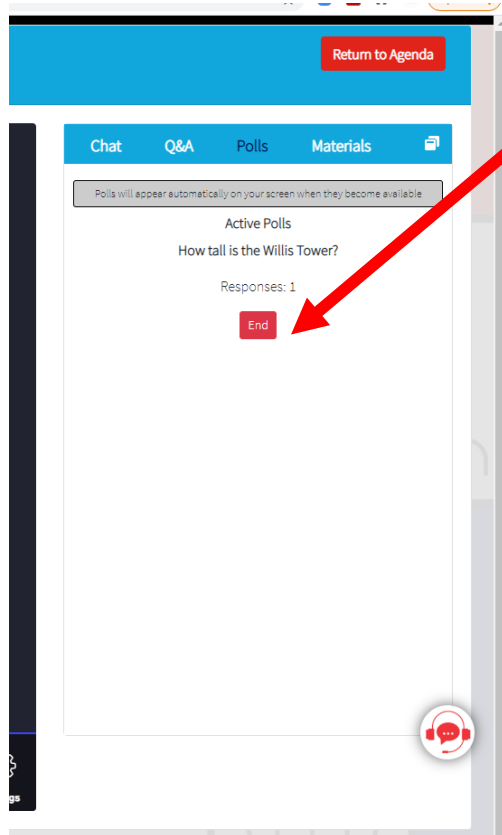 Return to Agenda
Chat Q&A Polls Materials
Polls will appear automatically on your screen when they become available
Active Polls
How tall is the Willis Tower?
Responses: 1
End
gs